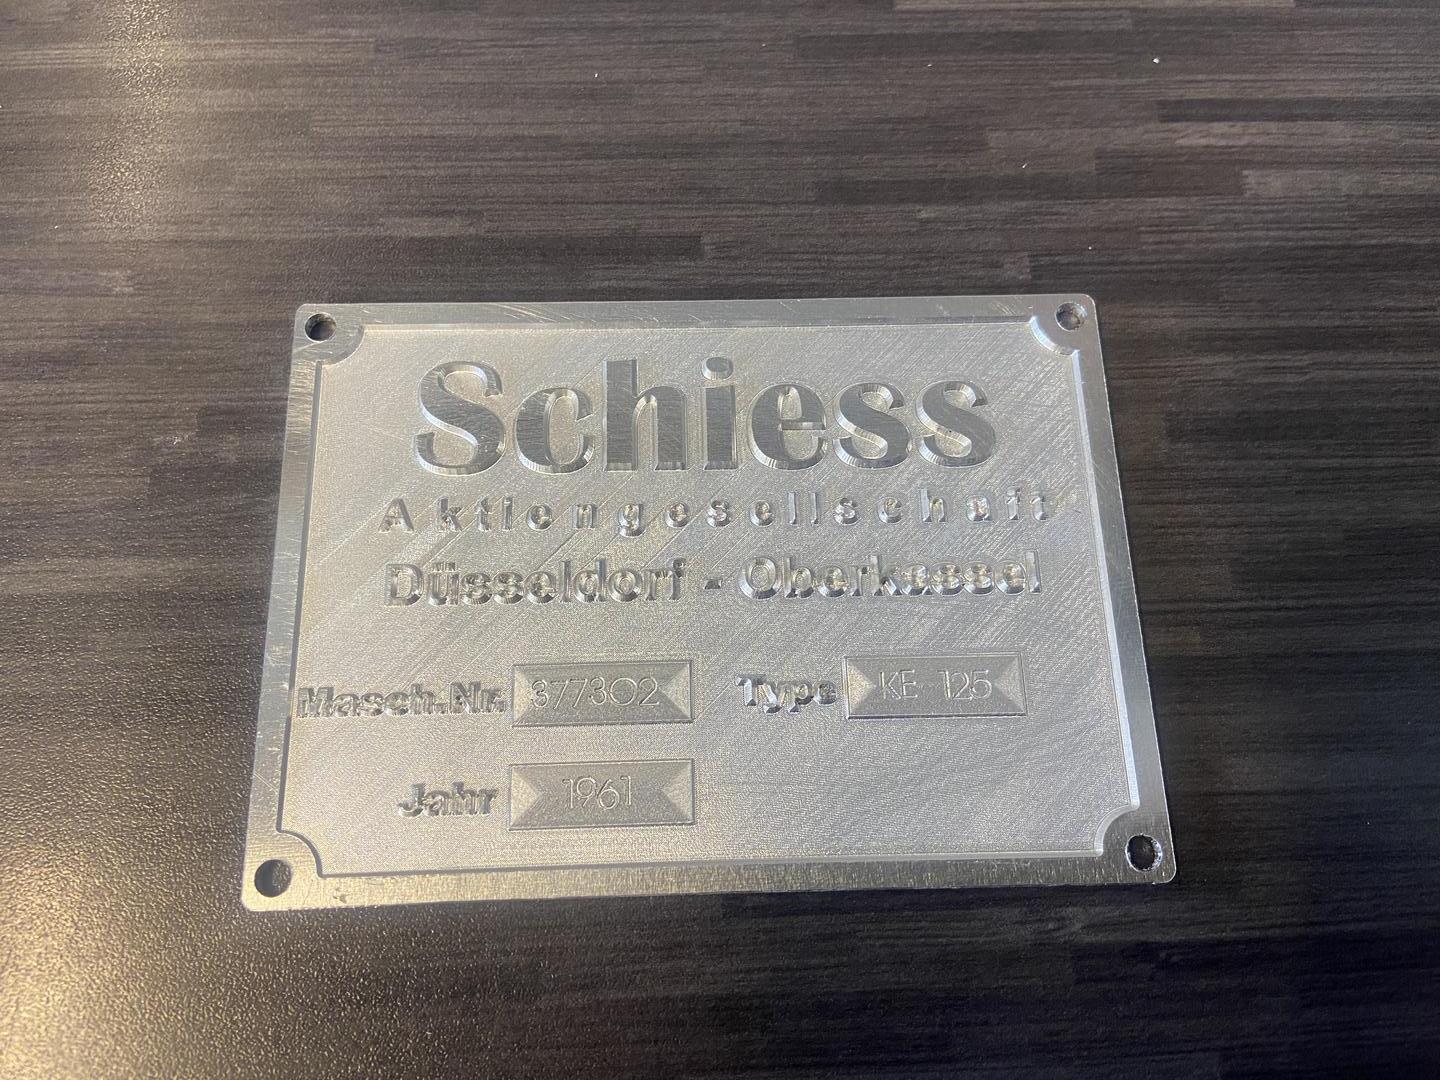 Schiess
Aktiengesellschaft
Düsseldorf - Oberkassel
Masch.Nr. 377302 Type KE 125
Jahr 1961